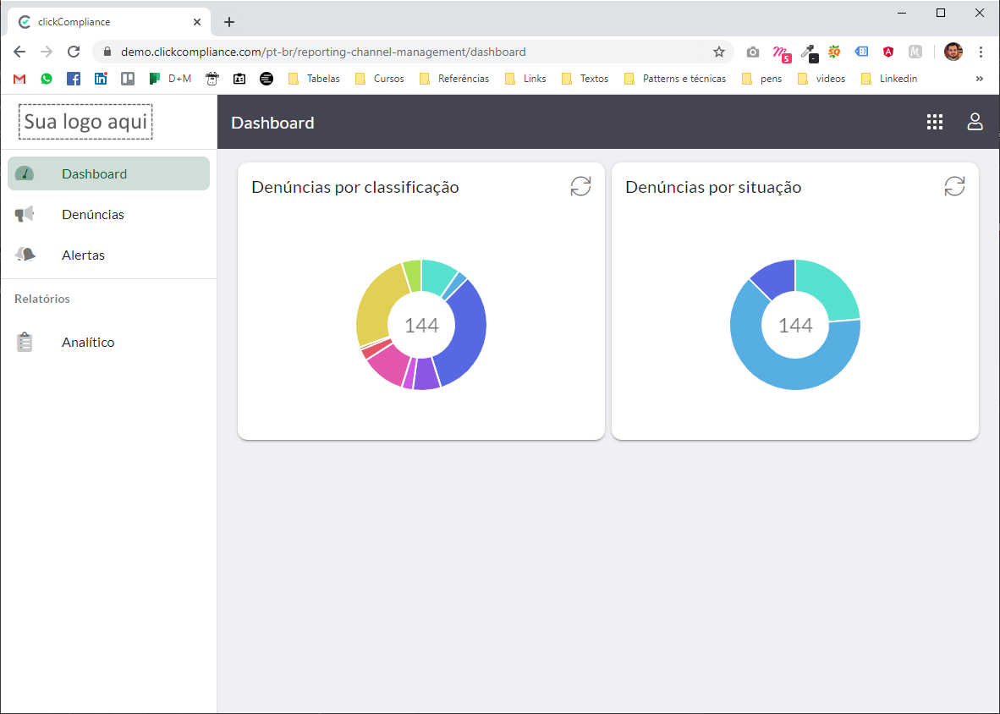 clickCompliance
demo.clickcompliance.com/pt-br/reporting-channel-management/dashboard
5
D+M
Tabelas
Cursos
Referências
Links
Textos
Patterns e técnicas
pens
videos
Linkedin
Sua logo aqui
Dashboard
Dashboard
Denúncias
Alertas
Relatórios
Analítico
Denúncias por classificação
144
Denúncias por situação
144